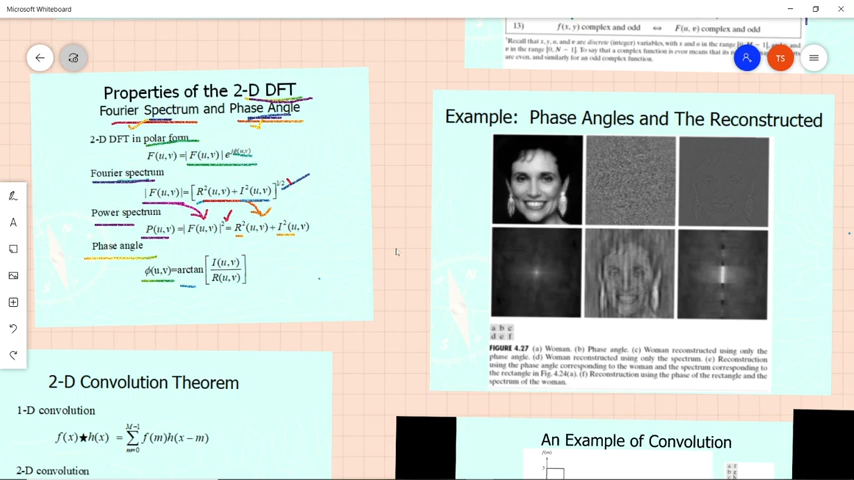 Microsoft Whiteboard
13) f(x, y) complex and odd ⇔ F(u, v) complex and odd
TS
Properties of the 2-D DFT
Fourier Spectrum and Phase Angle
2-D DFT in polar form
F(u,v) =| F(u,v) | e^{jϕ(u,v)}
Fourier spectrum
| F(u,v) |= [R²(u,v) + I²(u,v)]^{1/2}
Power spectrum
P(u,v) =| F(u,v) |² = R²(u,v) + I²(u,v)
Phase angle
ϕ(u,v)=arctan [I(u,v) / R(u,v)]
Example: Phase Angles and The Reconstructed
a b c
d e f
FIGURE 4.27 (a) Woman. (b) Phase angle. (c) Woman reconstructed using only the
phase angle. (d) Woman reconstructed using only the spectrum. (e) Reconstruction
using the phase angle corresponding to the woman and the spectrum corresponding to
the rectangle in Fig. 4.24(a). (f) Reconstruction using the phase of the rectangle and the
spectrum of the woman.
2-D Convolution Theorem
1-D convolution
f(x)★h(x) = ∑_{m=0}^{M−1} f(m)h(x − m)
2-D convolution
An Example of Convolution
f(m)
3
a